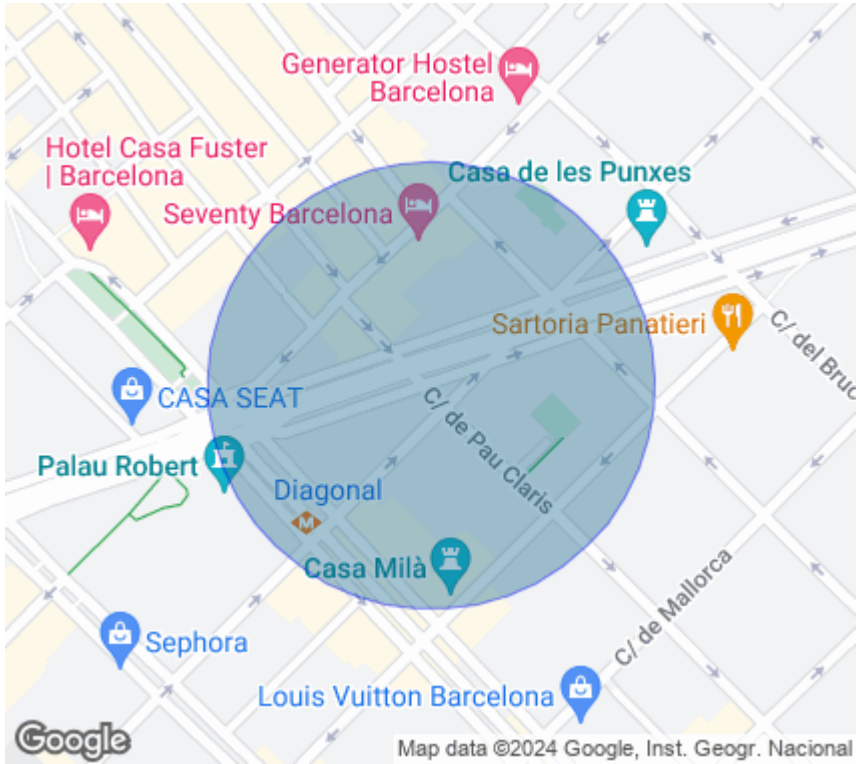 Generator Hostel
Barcelona
Hotel Casa Fuster
| Barcelona
Casa de les Punxes
Seventy Barcelona
Sartoria Panatieri
C/ del Bruc
CASA SEAT
C/ de Pau Claris
Palau Robert
Diagonal
M
Casa Milà
C/ de Mallorca
Sephora
Louis Vuitton Barcelona
Google
Map data ©2024 Google, Inst. Geogr. Nacional